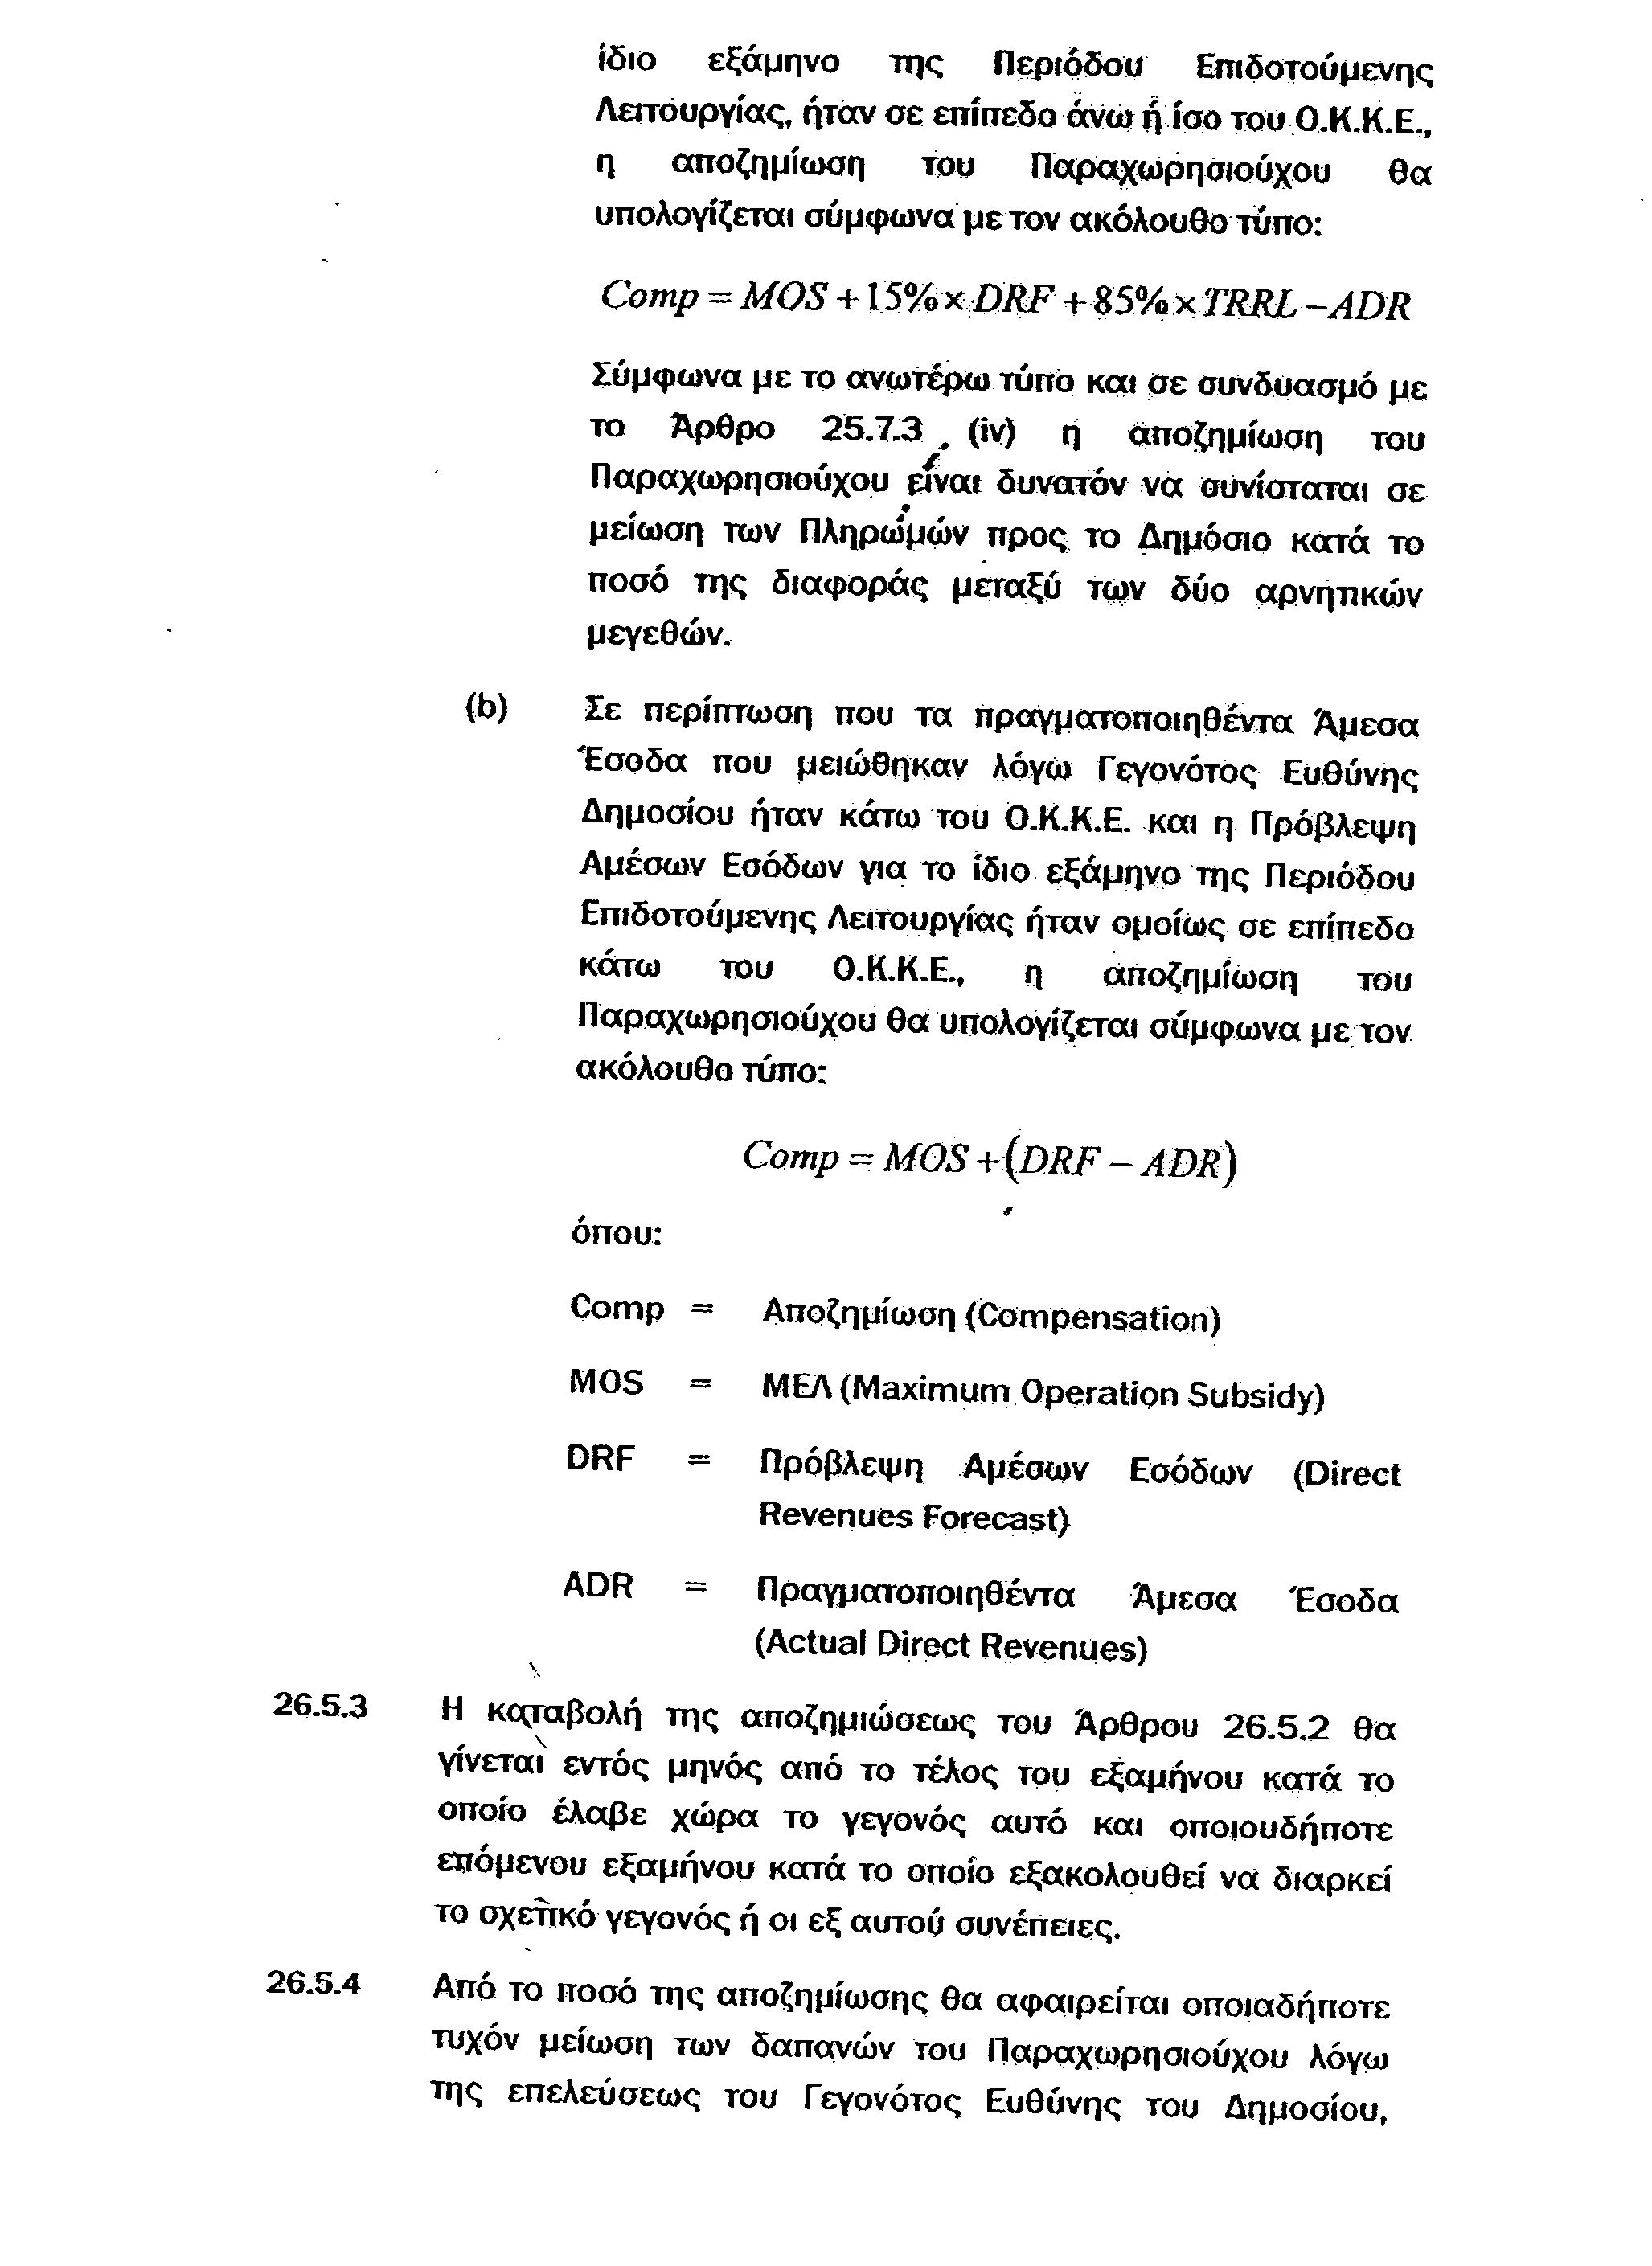 ίδιο εξάμηνο της Περιόδου Επιδοτούμενης
Λειτουργίας, ήταν σε επίπεδο άνω ή ίσο του Ο.Κ.Κ.Ε.,
η αποζημίωση του Παραχωρησιούχου θα
υπολογίζεται σύμφωνα με τον ακόλουθο τύπο:
Comp = MOS + 15% × DRF + 85% × TRRL − ADR
Σύμφωνα με το ανωτέρω τύπο και σε συνδυασμό με
το Άρθρο 25.7.3 (iv) η αποζημίωση του
Παραχωρησιούχου είναι δυνατόν να συνίσταται σε
μείωση των Πληρωμών προς το Δημόσιο κατά το
ποσό της διαφοράς μεταξύ των δύο αρνητικών
μεγεθών.
(b) Σε περίπτωση που τα πραγματοποιηθέντα Άμεσα
Έσοδα που μειώθηκαν λόγω Γεγονότος Ευθύνης
Δημοσίου ήταν κάτω του Ο.Κ.Κ.Ε. και η Πρόβλεψη
Αμέσων Εσόδων για το ίδιο εξάμηνο της Περιόδου
Επιδοτούμενης Λειτουργίας ήταν ομοίως σε επίπεδο
κάτω του Ο.Κ.Κ.Ε., η αποζημίωση του
Παραχωρησιούχου θα υπολογίζεται σύμφωνα με τον
ακόλουθο τύπο:
Comp = MOS + (DRF − ADR)
όπου:
Comp = Αποζημίωση (Compensation)
MOS = ΜΕΛ (Maximum Operation Subsidy)
DRF = Πρόβλεψη Αμέσων Εσόδων (Direct
Revenues Forecast)
ADR = Πραγματοποιηθέντα Άμεσα Έσοδα
(Actual Direct Revenues)
26.5.3 Η καταβολή της αποζημιώσεως του Άρθρου 26.5.2 θα
γίνεται εντός μηνός από το τέλος του εξαμήνου κατά το
οποίο έλαβε χώρα το γεγονός αυτό και οποιουδήποτε
επόμενου εξαμήνου κατά το οποίο εξακολουθεί να διαρκεί
το σχετικό γεγονός ή οι εξ αυτού συνέπειες.
26.5.4 Από το ποσό της αποζημίωσης θα αφαιρείται οποιαδήποτε
τυχόν μείωση των δαπανών του Παραχωρησιούχου λόγω
της επελεύσεως του Γεγονότος Ευθύνης του Δημοσίου,